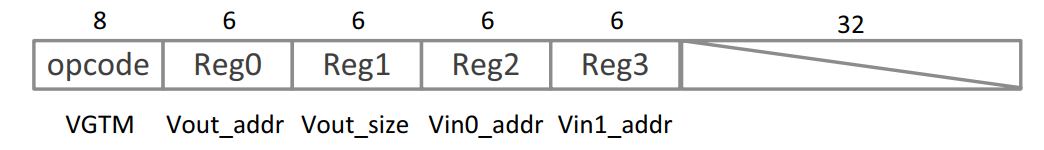 8 6 6 6 6 32
opcode Reg0 Reg1 Reg2 Reg3
VGTM Vout_addr Vout_size Vin0_addr Vin1_addr